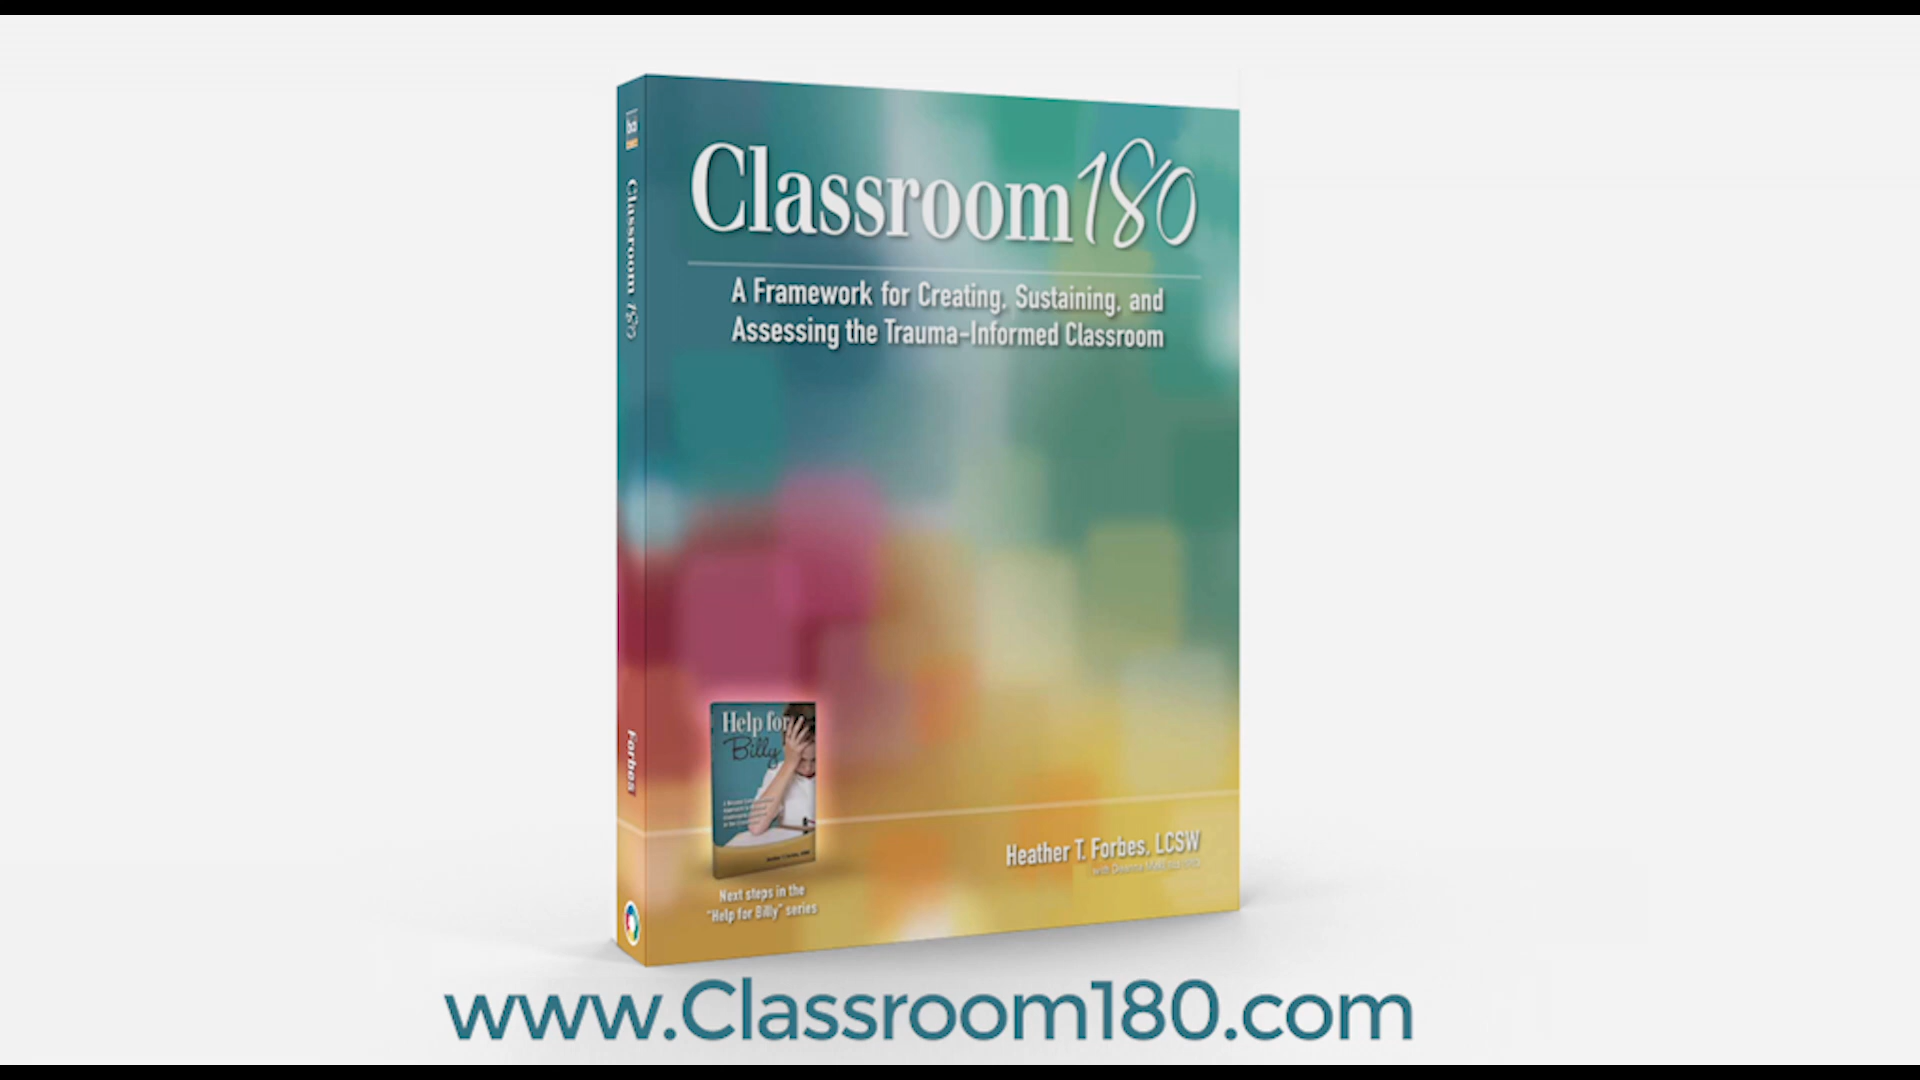 Classroom 180
Forbes
Classroom180
A Framework for Creating, Sustaining, and
Assessing the Trauma-Informed Classroom
Help for
Billy
Heather T. Forbes, LCSW
with
Next steps in the
"Help for Billy" series
www.Classroom180.com